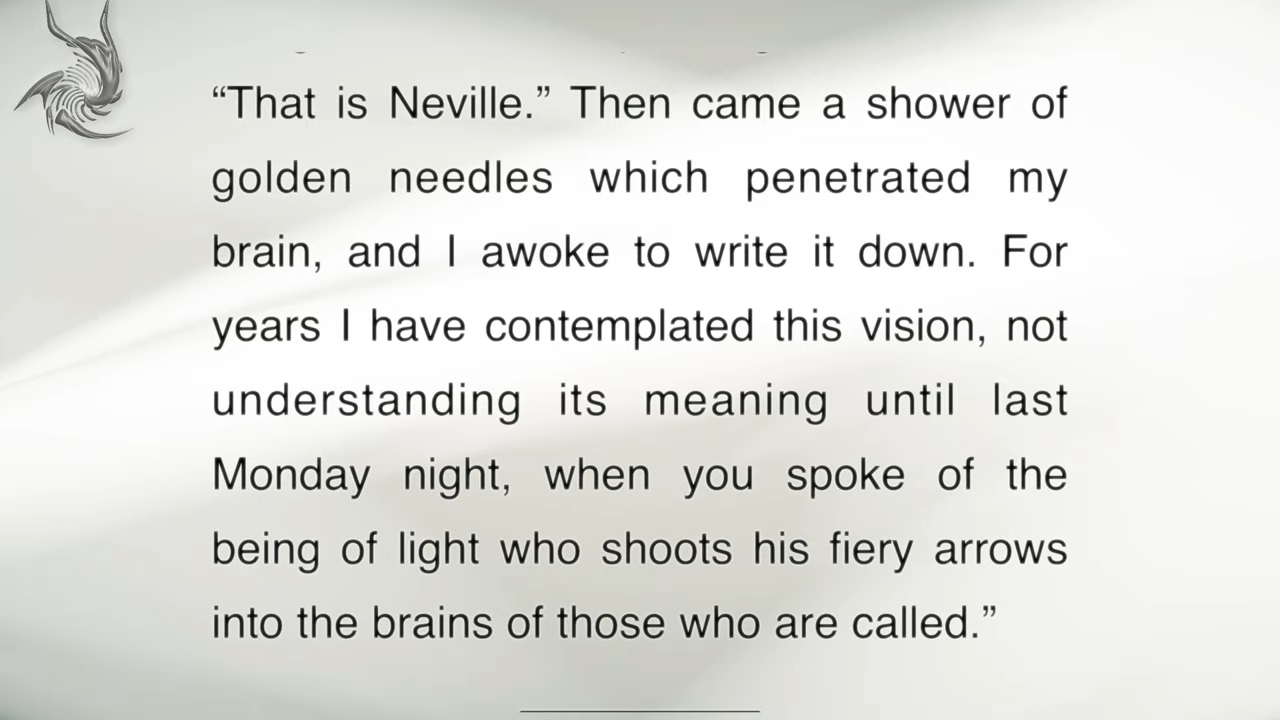 “That is Neville.” Then came a shower of
golden needles which penetrated my
brain, and I awoke to write it down. For
years I have contemplated this vision, not
understanding its meaning until last
Monday night, when you spoke of the
being of light who shoots his fiery arrows
into the brains of those who are called.”